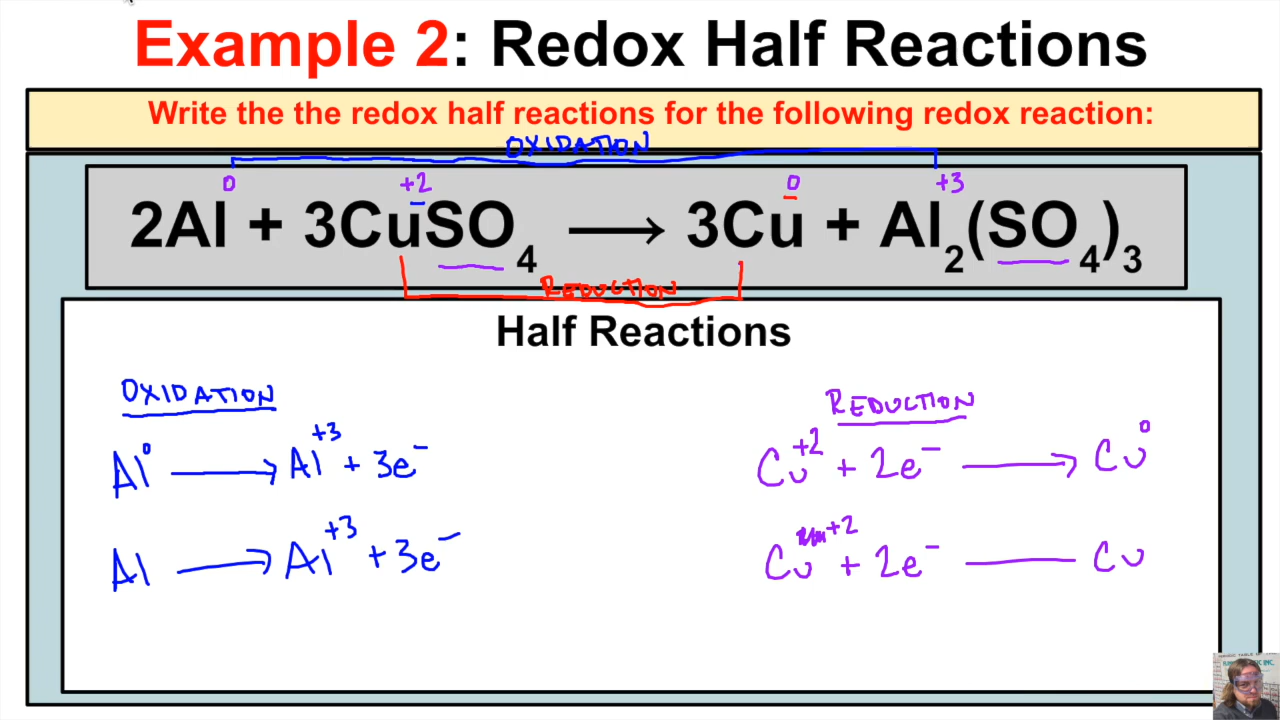 Example 2: Redox Half Reactions
Write the the redox half reactions for the following redox reaction:
OXIDATION
0 +2 0 +3
2Al + 3CuSO₄ ⟶ 3Cu + Al₂(SO₄)₃
REDUCTION
Half Reactions
OXIDATION
REDUCTION
Al⁰ ⟶ Al⁺³ + 3e⁻
Cu⁺² + 2e⁻ ⟶ Cu⁰
Al ⟶ Al⁺³ + 3e⁻
Cu⁺² + 2e⁻ — Cu